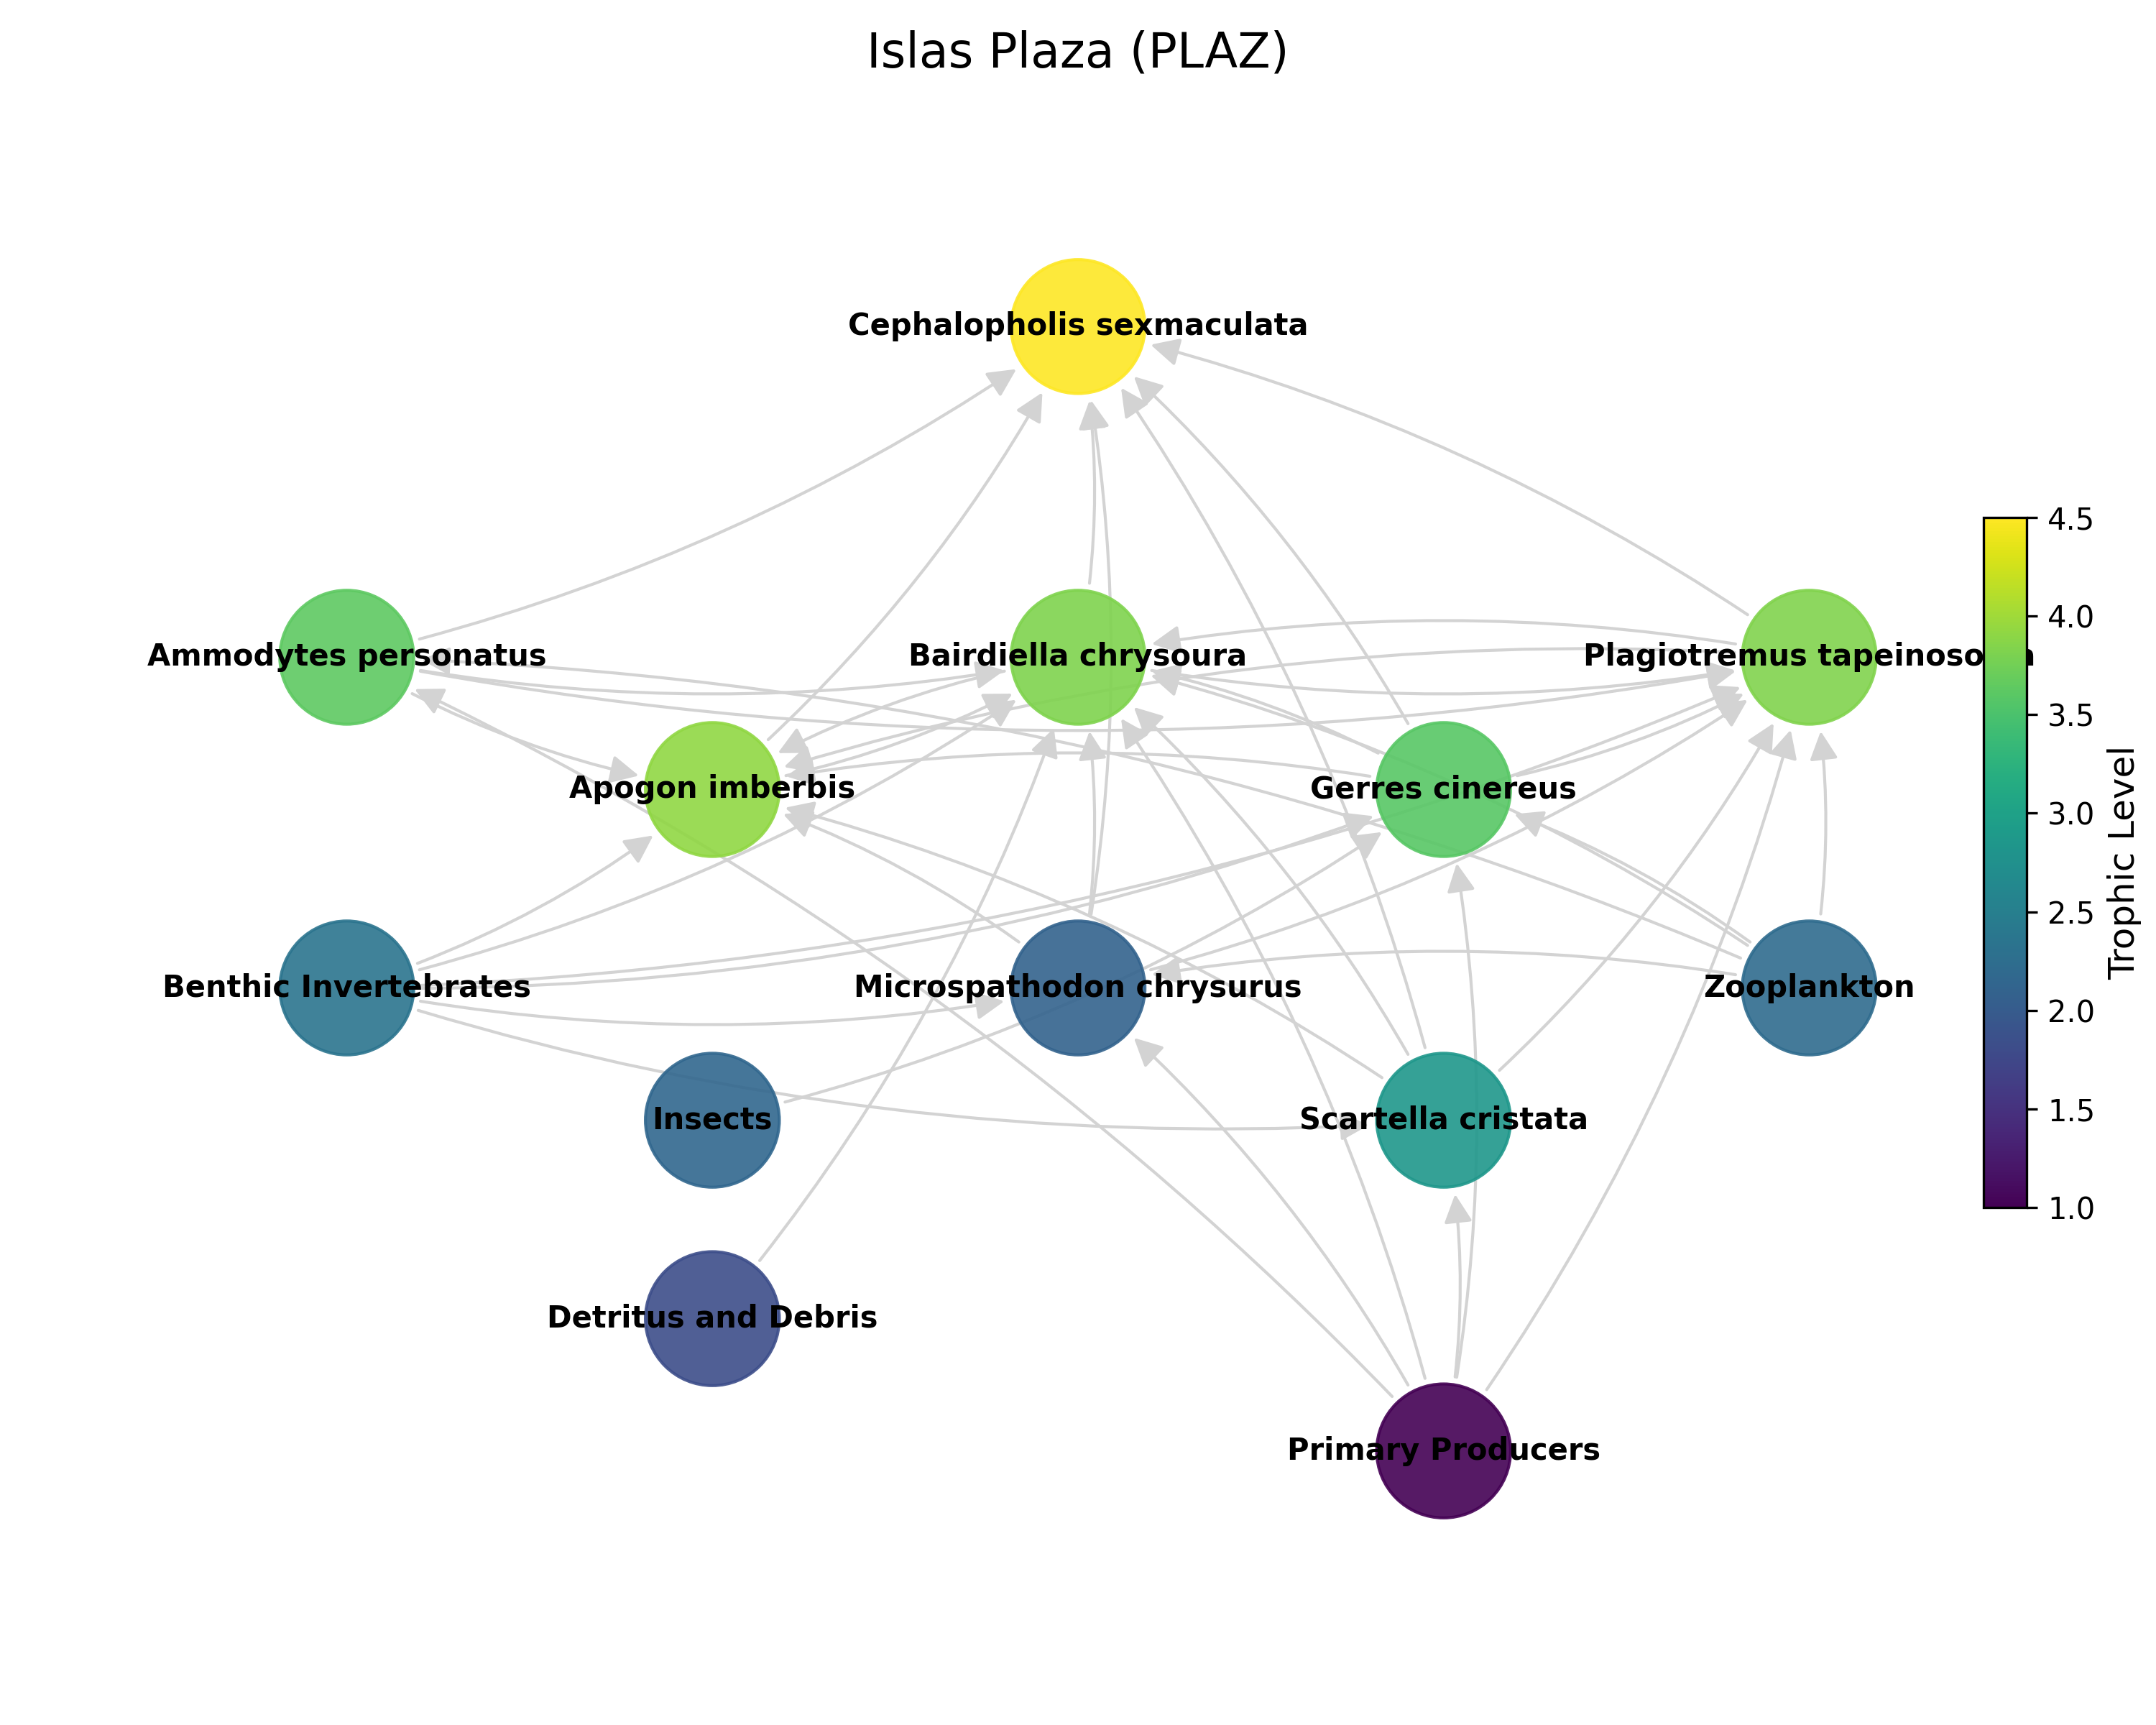 Islas Plaza (PLAZ)
Cephalopholis sexmaculata
4.5
4.0
3.5
3.0
2.5
2.0
1.5
1.0
Trophic Level
Ammodytes personatus
Bairdiella chrysoura
Plagiotremus tapeinosoma
Apogon imberbis
Gerres cinereus
Benthic Invertebrates
Microspathodon chrysurus
Zooplankton
Insects
Scartella cristata
Detritus and Debris
Primary Producers